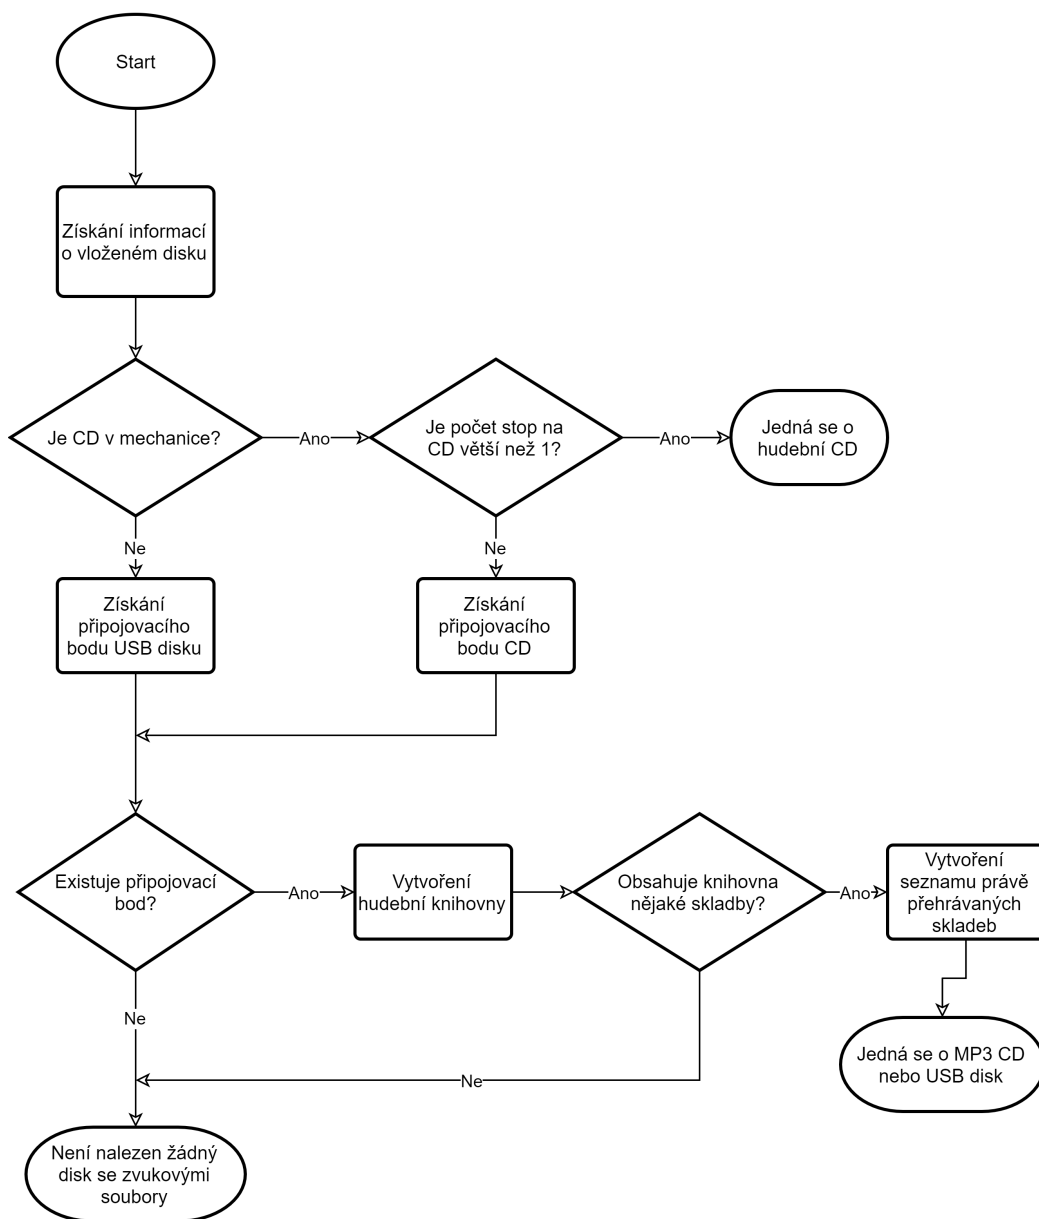 Start
Získání informací
o vloženém disku
Je CD v mechanice?
Ano
Je počet stop na
CD větší než 1?
Ano
Jedná se o
hudební CD
Ne
Ne
Získání
připojovacího
bodu USB disku
Získání
připojovacího
bodu CD
Existuje připojovací
bod?
Ano
Vytvoření
hudební knihovny
Obsahuje knihovna
nějaké skladby?
Ano
Vytvoření
seznamu právě
přehrávaných
skladeb
Ne
Jedná se o MP3 CD
nebo USB disk
Ne
Není nalezen žádný
disk se zvukovými
soubory